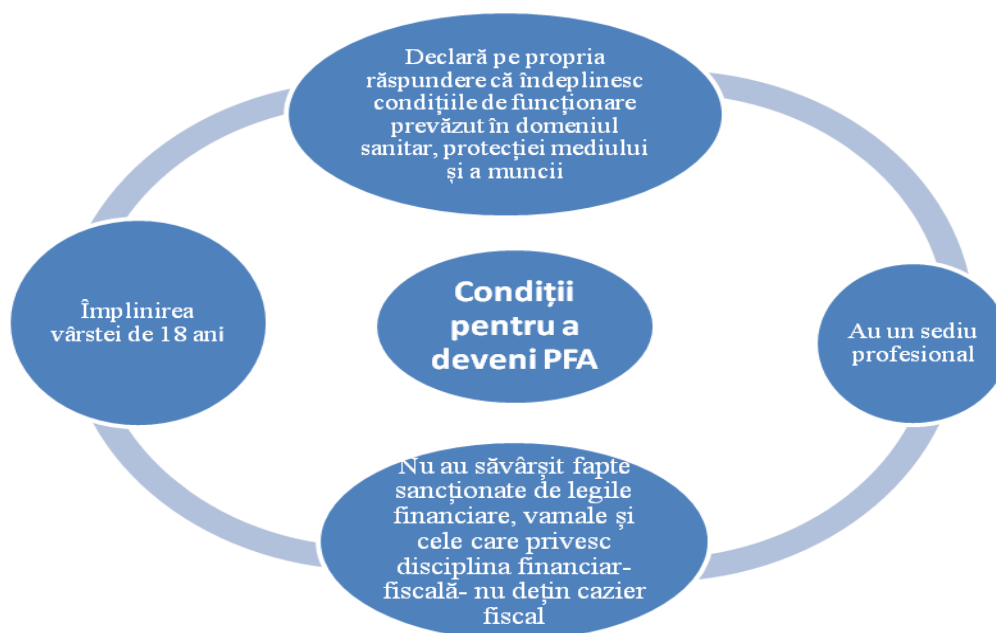 Declară pe propria
răspundere că îndeplinesc
condițiile de funcționare
prevăzut în domeniul
sanitar, protecției mediului
și a muncii
Împlinirea
vârstei de 18 ani
Condiții
pentru a
deveni PFA
Au un sediu
profesional
Nu au săvârșit fapte
sancționate de legile
financiare, vamale și
cele care privesc
disciplina financiar-
fiscală- nu dețin cazier
fiscal